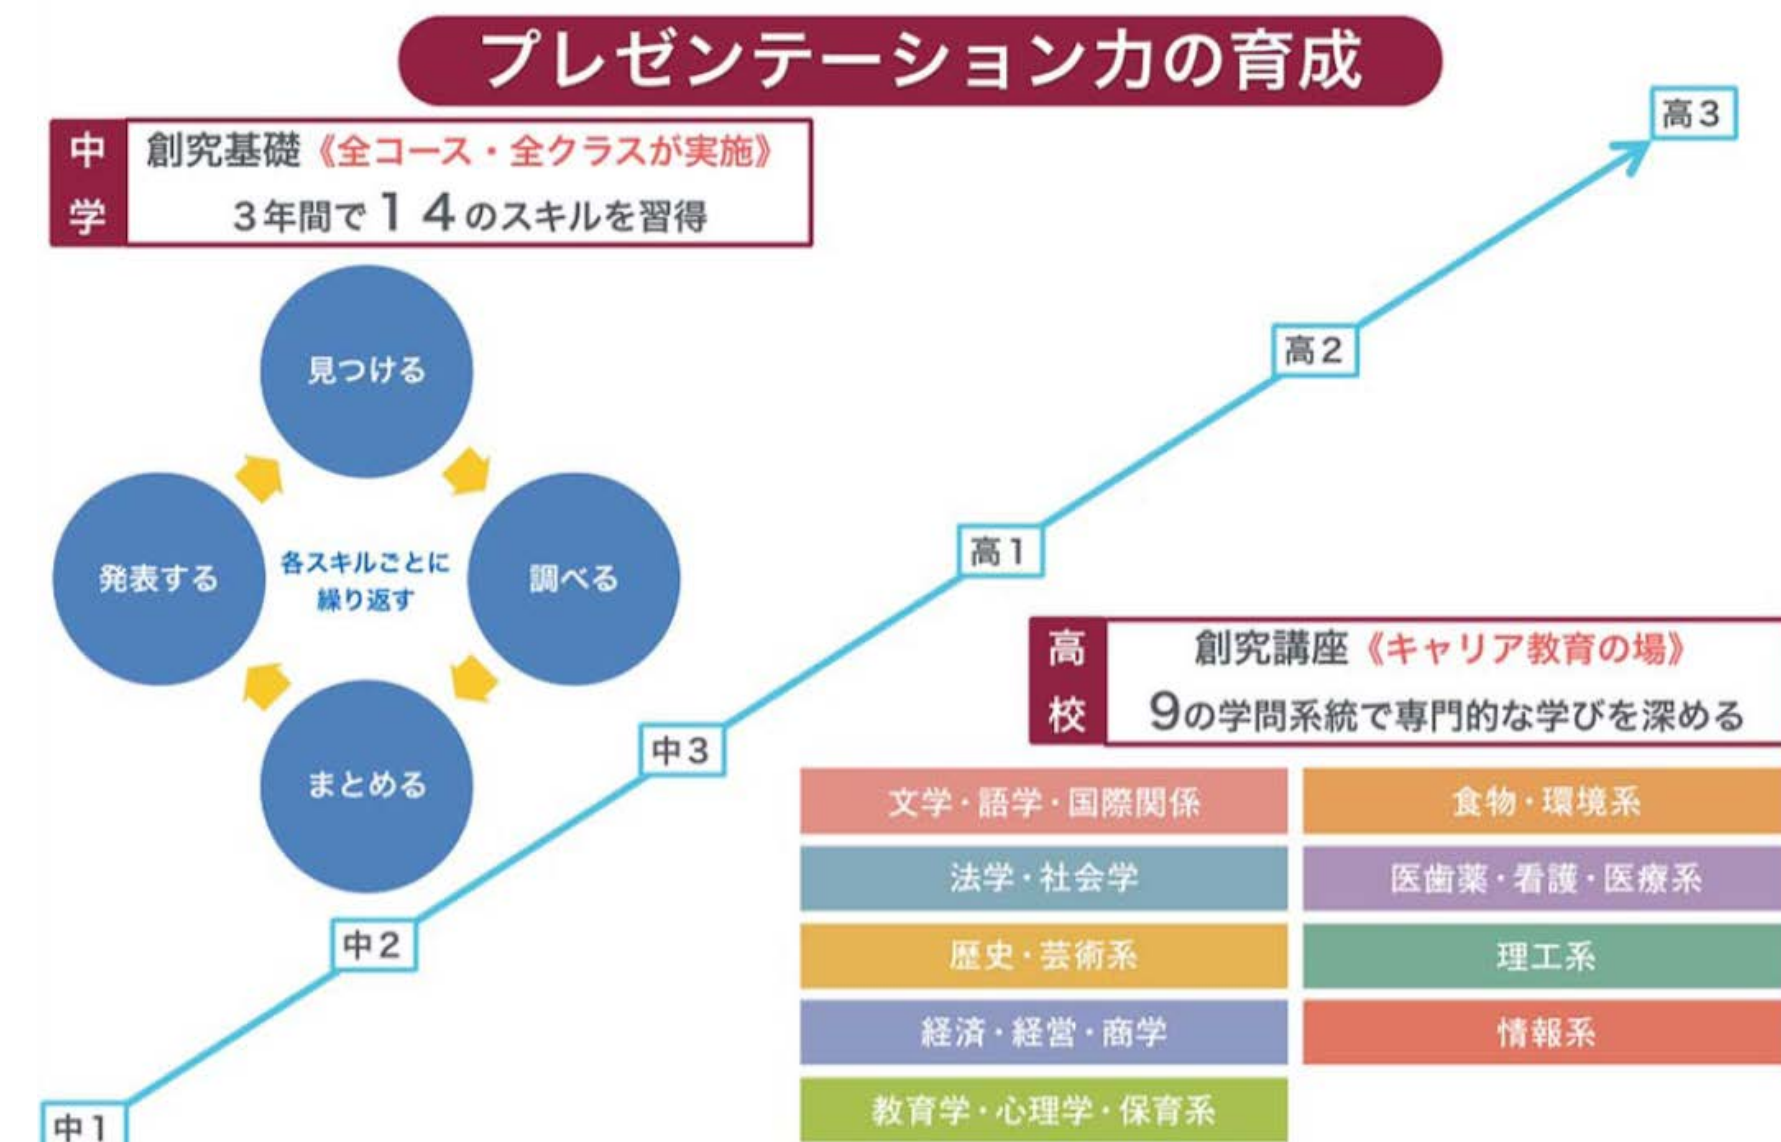 プレゼンテーション力の育成
中学
創究基礎《全コース・全クラスが実施》
3年間で14のスキルを習得
見つける
調べる
まとめる
発表する
各スキルごとに
繰り返す
中1
中2
中3
高1
高2
高3
高校
創究講座《キャリア教育の場》
9の学問系統で専門的な学びを深める
文学・語学・国際関係
食物・環境系
法学・社会学
医歯薬・看護・医療系
歴史・芸術系
理工系
経済・経営・商学
情報系
教育学・心理学・保育系